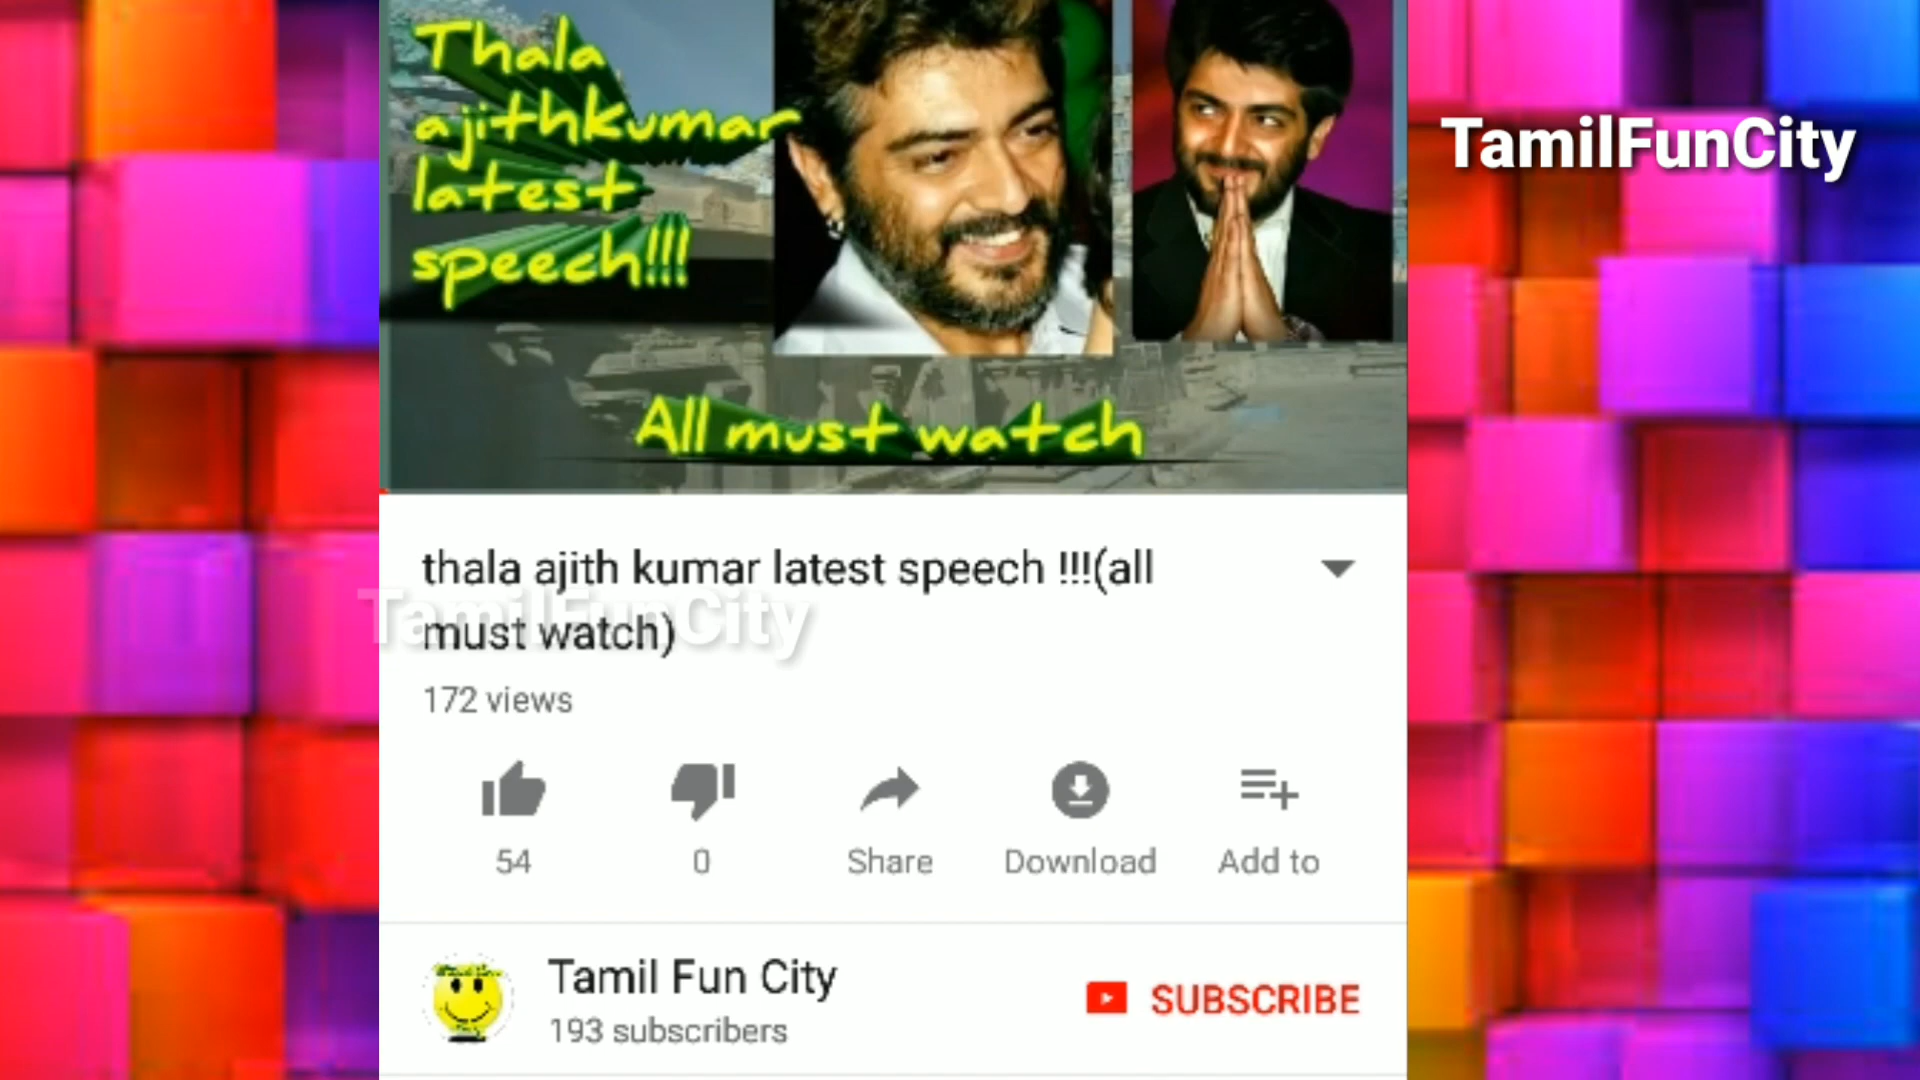 Thala
ajithkumar
latest
speech!!!
All must watch
TamilFunCity
thala ajith kumar latest speech !!!(all
must watch)
TamilFunCity
172 views
54
0
Share
Download
Add to
Tamil Fun City
193 subscribers
SUBSCRIBE